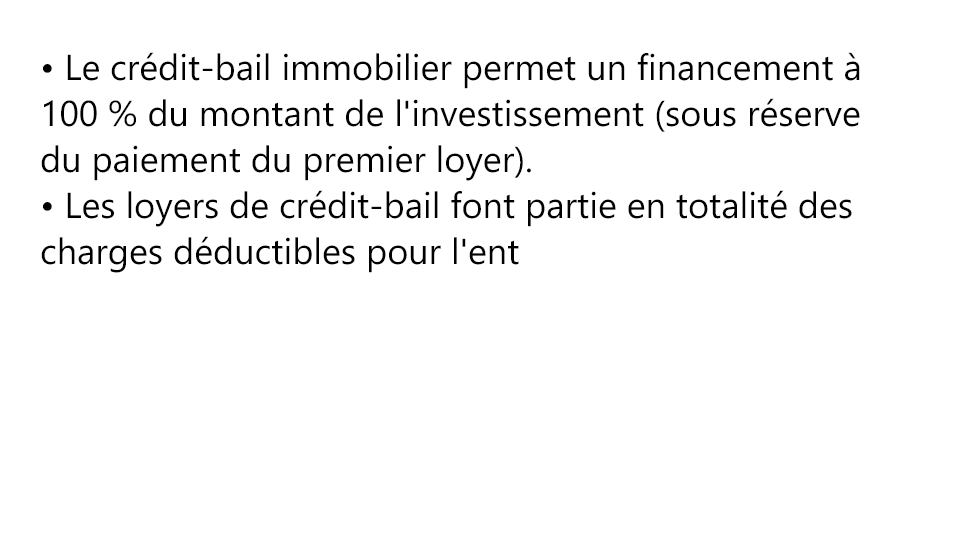 • Le crédit-bail immobilier permet un financement à
100 % du montant de l'investissement (sous réserve
du paiement du premier loyer).
• Les loyers de crédit-bail font partie en totalité des
charges déductibles pour l'ent